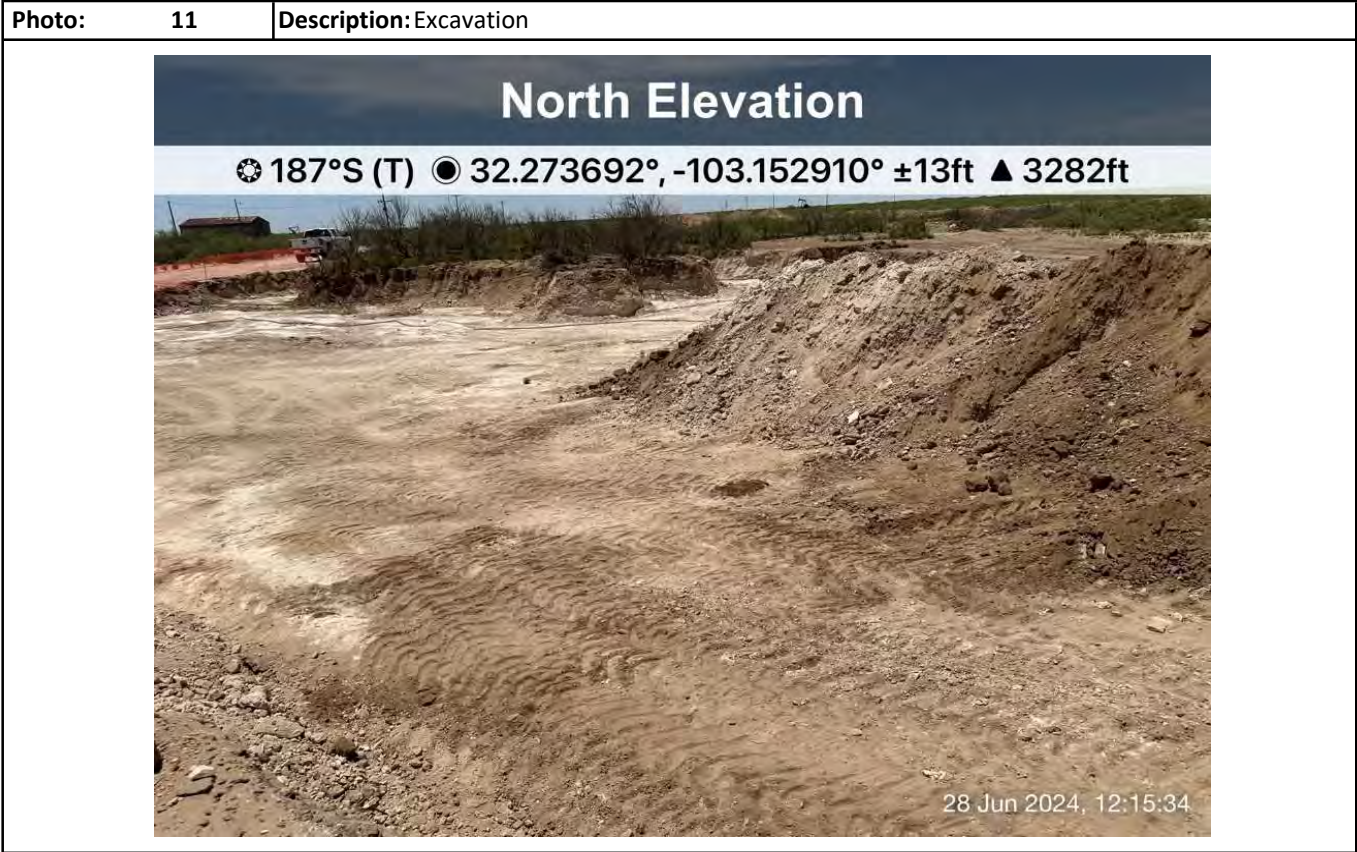 Photo: 11 Description: Excavation
North Elevation
187°S (T) 32.273692°, -103.152910° ±13ft ▲ 3282ft
28 Jun 2024, 12:15:34